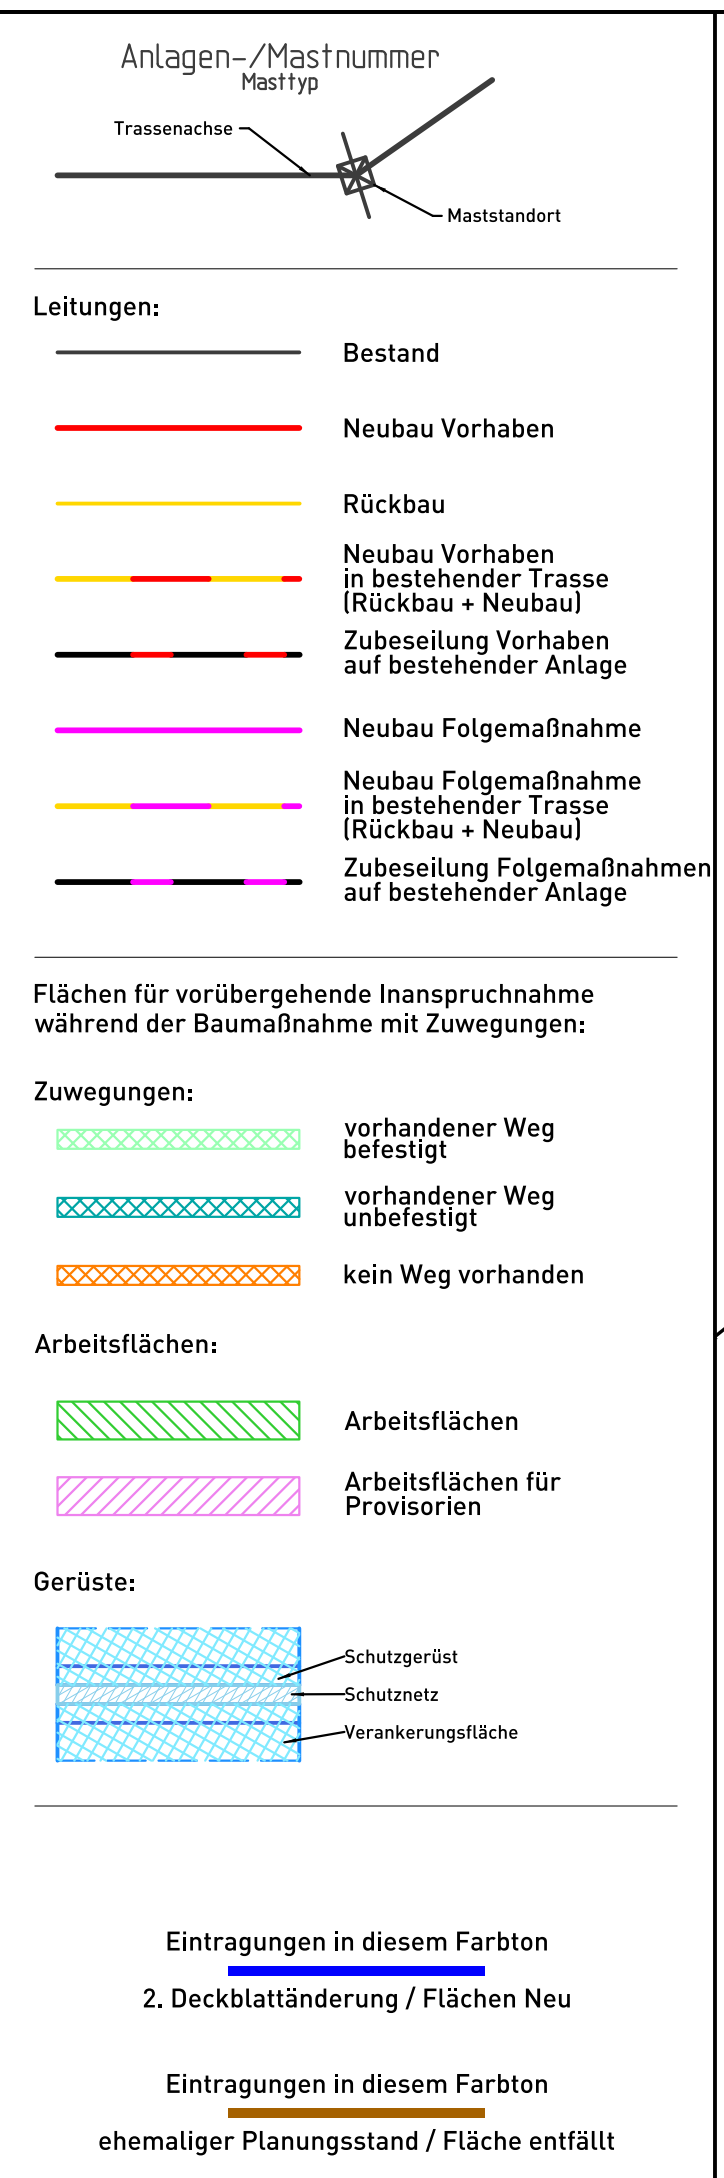 Anlagen-/Mastnummer
Masttyp
Trassenachse
Maststandort
Leitungen:
Bestand
Neubau Vorhaben
Rückbau
Neubau Vorhaben
in bestehender Trasse
(Rückbau + Neubau)
Zubeseilung Vorhaben
auf bestehender Anlage
Neubau Folgemaßnahme
Neubau Folgemaßnahme
in bestehender Trasse
(Rückbau + Neubau)
Zubeseilung Folgemaßnahmen
auf bestehender Anlage
Flächen für vorübergehende Inanspruchnahme
während der Baumaßnahme mit Zuwegungen:
Zuwegungen:
vorhandener Weg
befestigt
vorhandener Weg
unbefestigt
kein Weg vorhanden
Arbeitsflächen:
Arbeitsflächen
Arbeitsflächen für
Provisorien
Gerüste:
Schutzgerüst
Schutznetz
Verankerungsfläche
Eintragungen in diesem Farbton
2. Deckblattänderung / Flächen Neu
Eintragungen in diesem Farbton
ehemaliger Planungsstand / Fläche entfällt